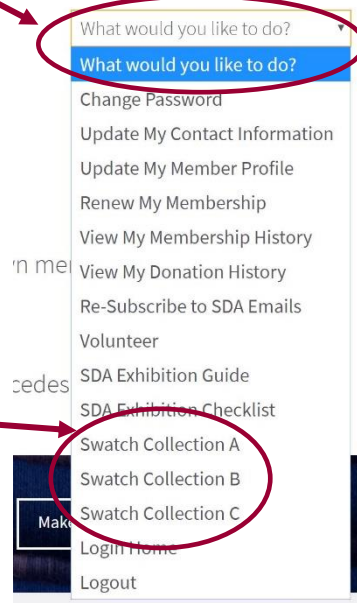 What would you like to do?
What would you like to do?
Change Password
Update My Contact Information
Update My Member Profile
Renew My Membership
View My Membership History
View My Donation History
Re-Subscribe to SDA Emails
Volunteer
SDA Exhibition Guide
SDA Exhibition Checklist
Swatch Collection A
Swatch Collection B
Swatch Collection C
Make
Login Home
Logout